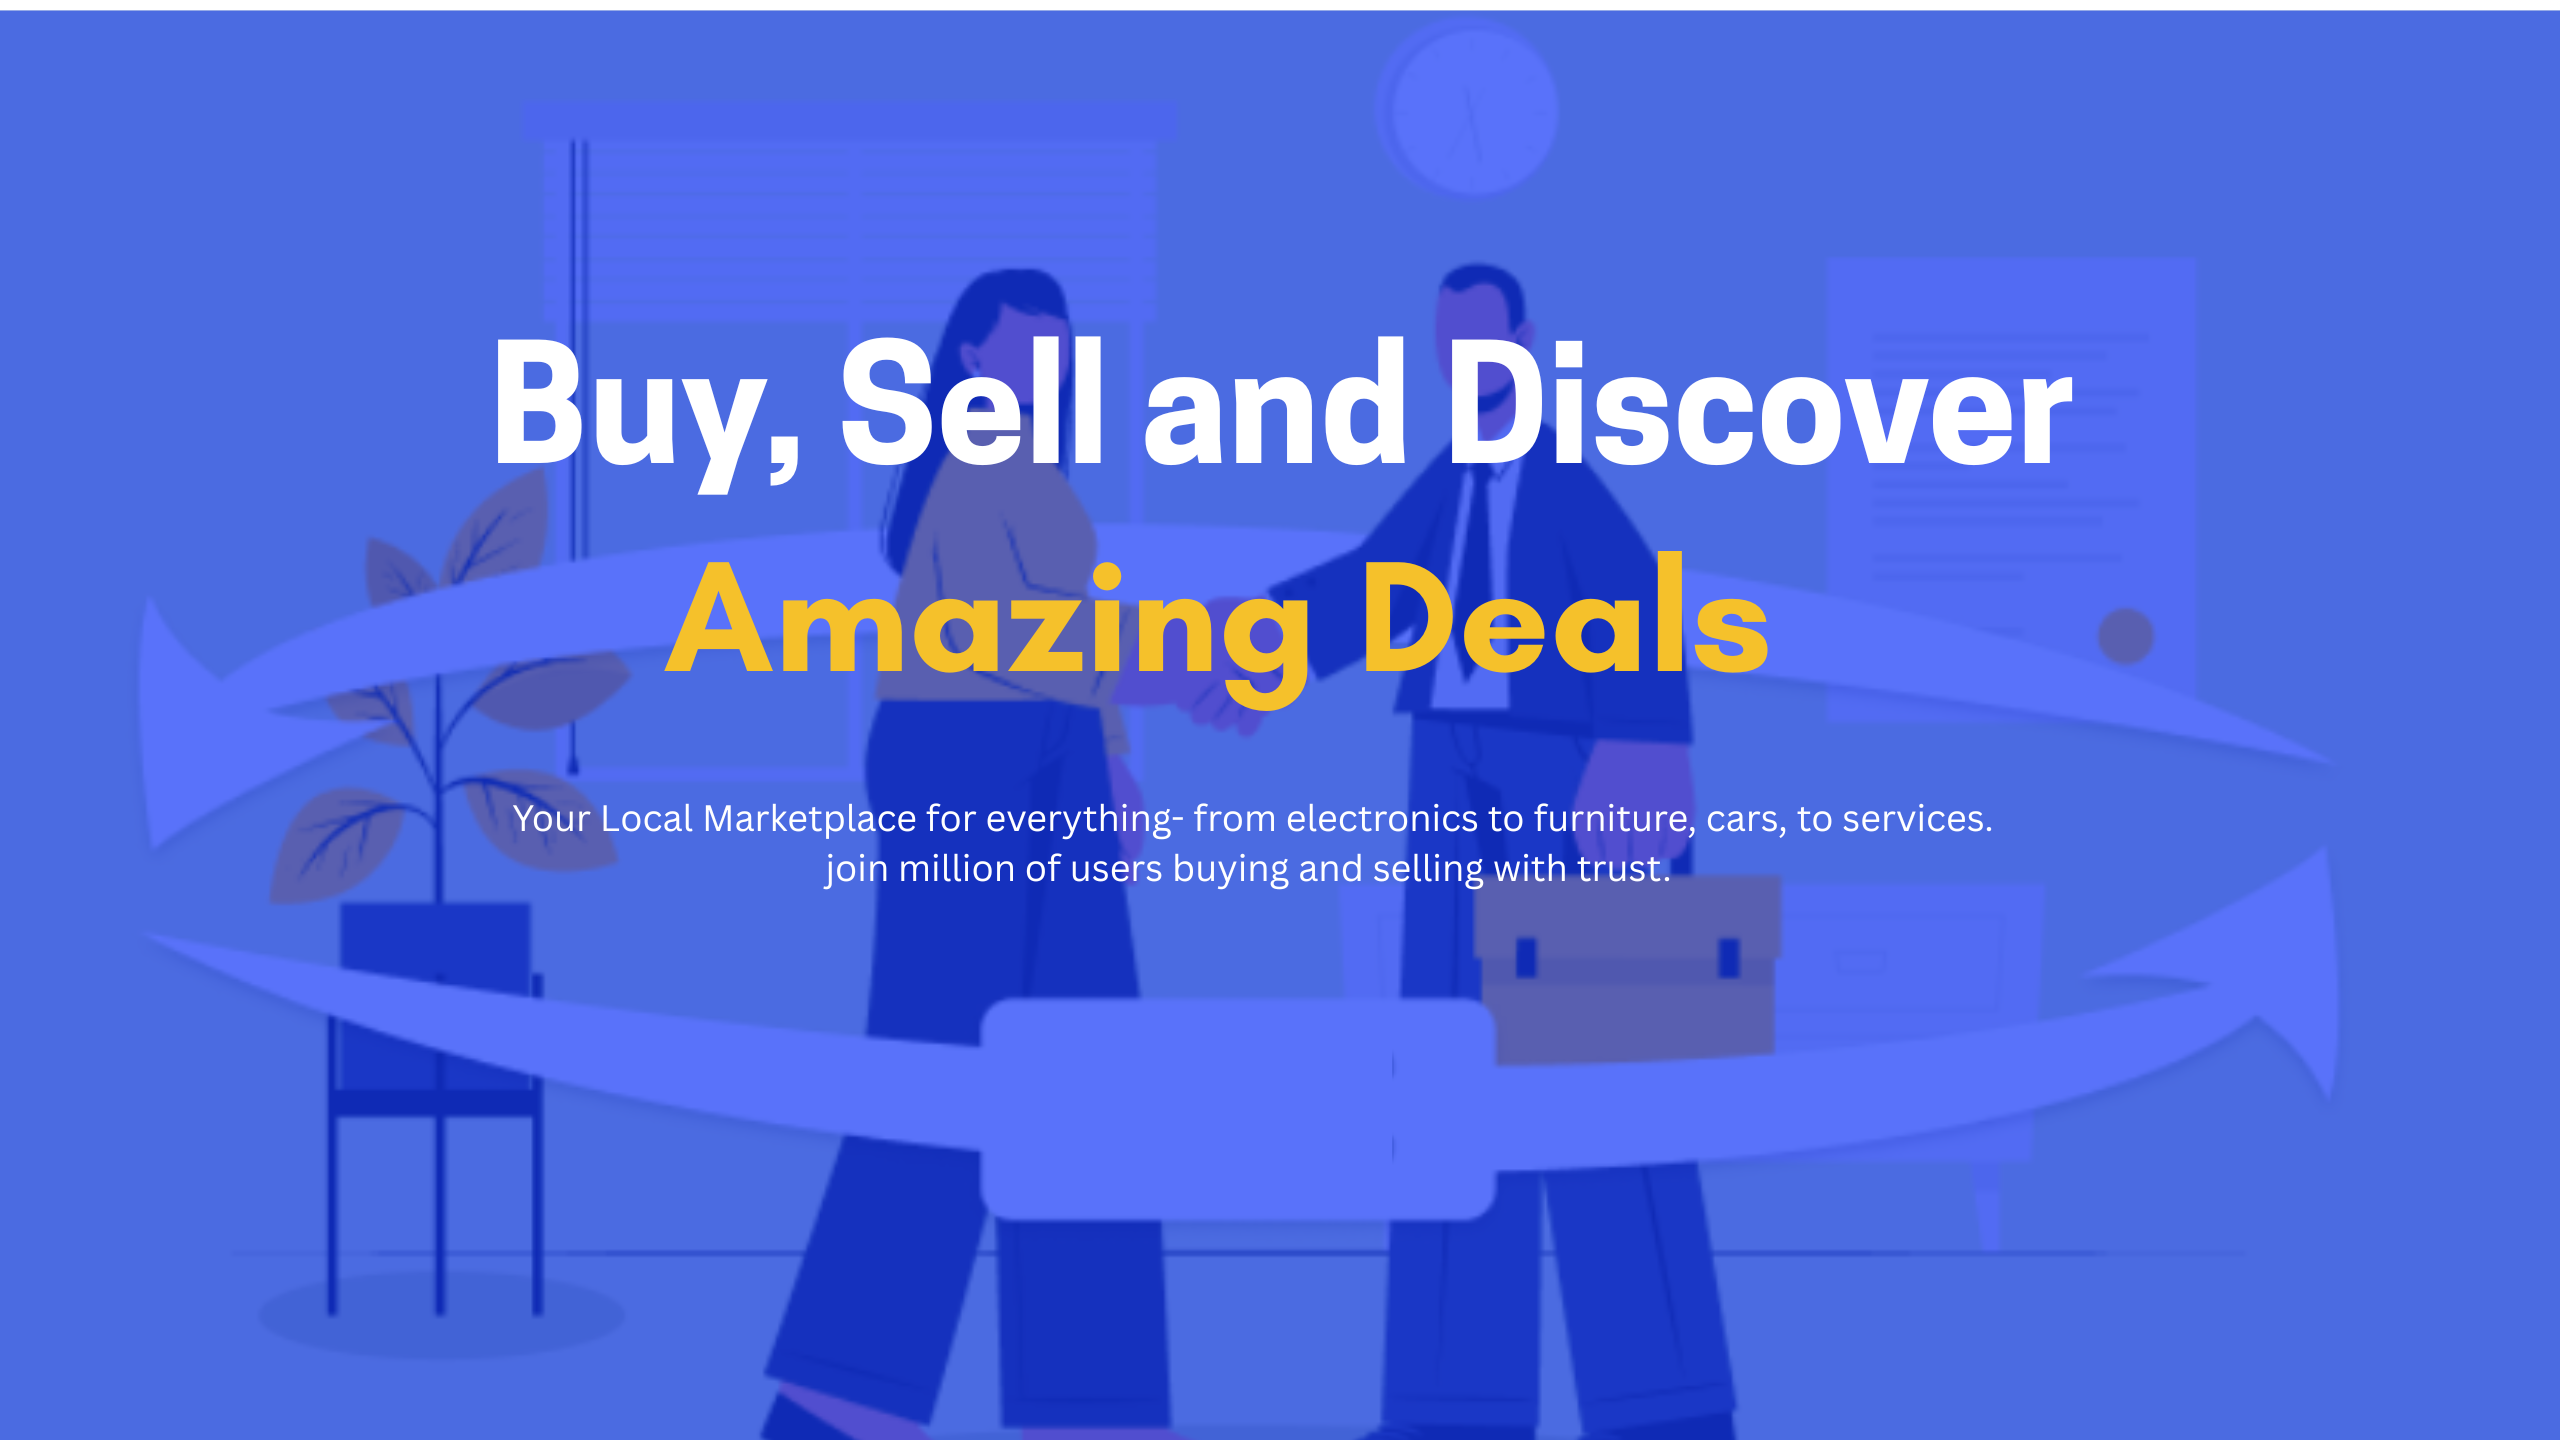 Buy, Sell and Discover
Amazing Deals
Your Local Marketplace for everything- from electronics to furniture, cars, to services.
join million of users buying and selling with trust.